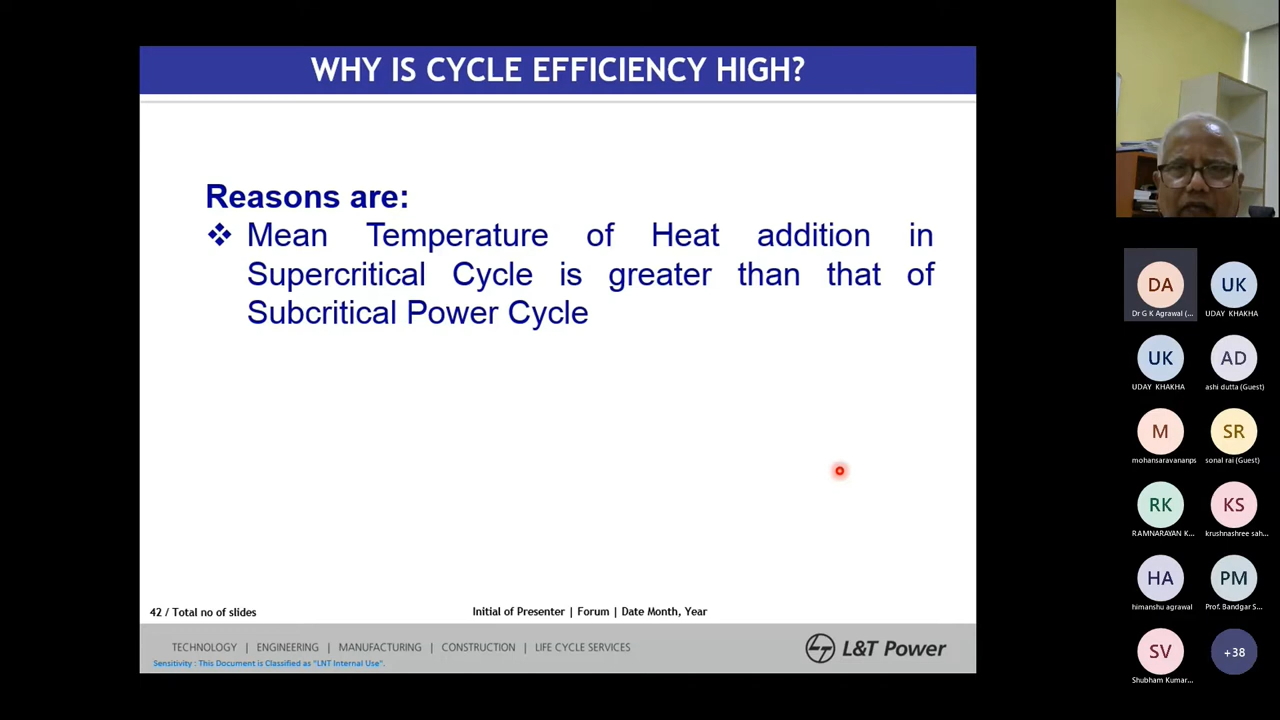 WHY IS CYCLE EFFICIENCY HIGH?
Reasons are:
❖ Mean Temperature of Heat addition in
Supercritical Cycle is greater than that of
Subcritical Power Cycle
42 / Total no of slides
Initial of Presenter | Forum | Date Month, Year
TECHNOLOGY | ENGINEERING | MANUFACTURING | CONSTRUCTION | LIFE CYCLE SERVICES
L&T Power
Sensitivity : This Document is Classified as "LNT Internal Use".
DA
Dr G K Agrawal (...
UK
UDAY KHAKHA
UK
UDAY KHAKHA
AD
ashi dutta (Guest)
M
mohansaravananps
SR
sonal rai (Guest)
RK
RAMNARAYAN K...
KS
krushnashree sah...
HA
himanshu agrawal
PM
Prof. Bandgar S...
SV
Shubham Kumar...
+38